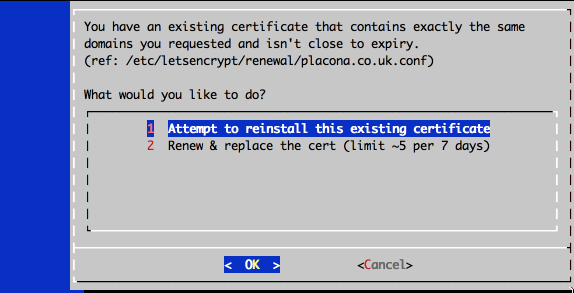 You have an existing certificate that contains exactly the same
domains you requested and isn't close to expiry.
(ref: /etc/letsencrypt/renewal/placona.co.uk.conf)
What would you like to do?
1 Attempt to reinstall this existing certificate
2 Renew & replace the cert (limit ~5 per 7 days)
< OK > <Cancel>